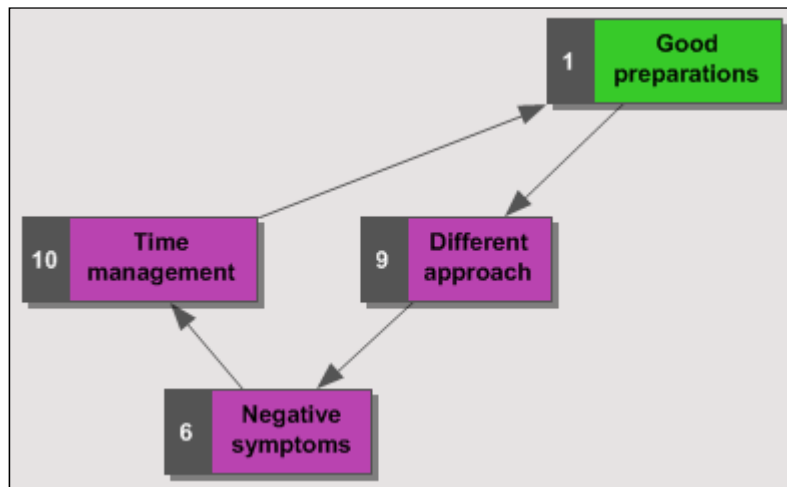 1
Good
preparations
10
Time
management
9
Different
approach
6
Negative
symptoms